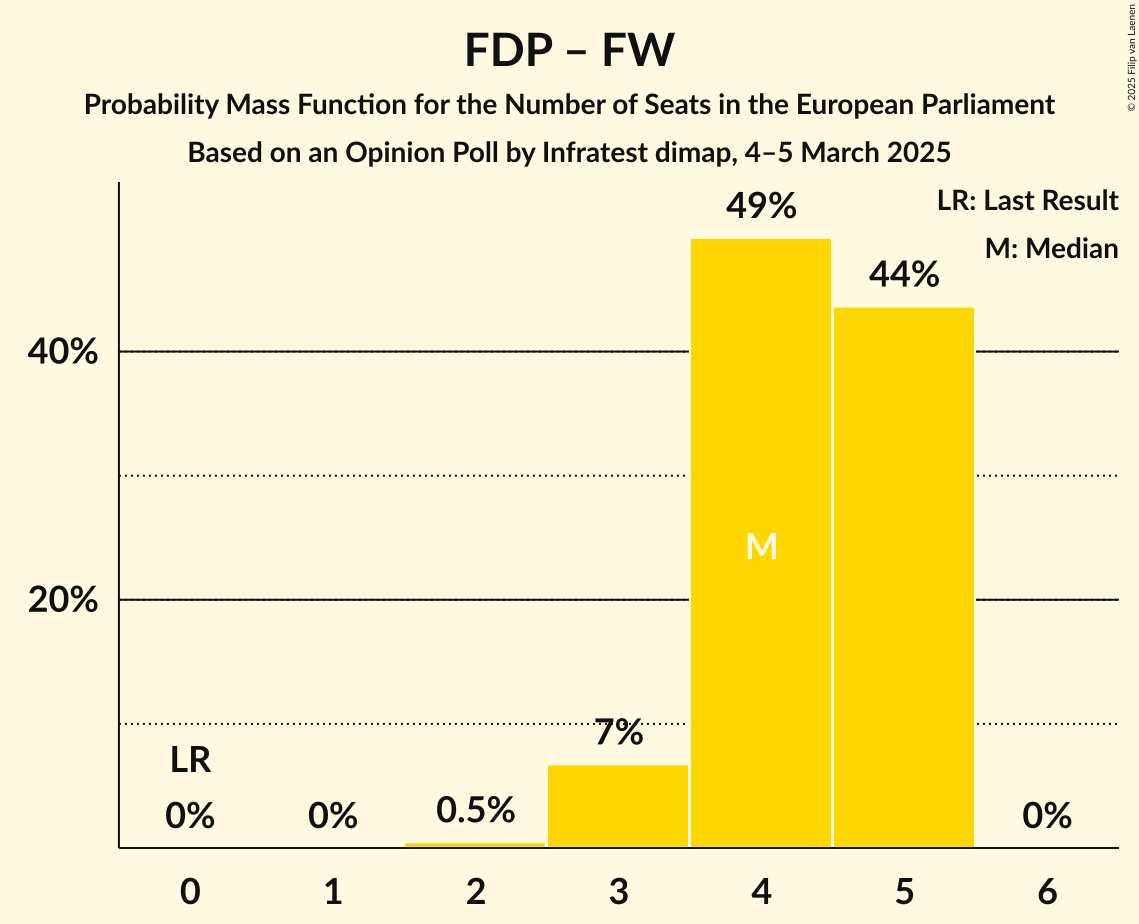 FDP – FW
Probability Mass Function for the Number of Seats in the European Parliament
Based on an Opinion Poll by Infratest dimap, 4–5 March 2025
© 2025 Filip van Laenen
LR: Last Result
M: Median
49%
44%
40%
M
20%
7%
LR
0%
0%
0.5%
0%
0
1
2
3
4
5
6